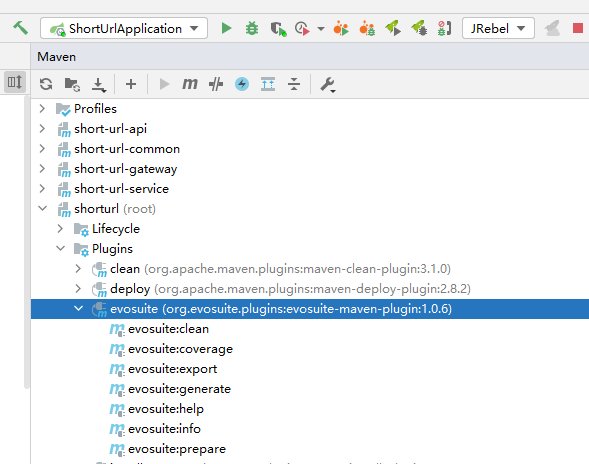 ShortUrlApplication
JRebel
Maven
Profiles
short-url-api
short-url-common
short-url-gateway
short-url-service
shorturl (root)
Lifecycle
Plugins
clean (org.apache.maven.plugins:maven-clean-plugin:3.1.0)
deploy (org.apache.maven.plugins:maven-deploy-plugin:2.8.2)
evosuite (org.evosuite.plugins:evosuite-maven-plugin:1.0.6)
evosuite:clean
evosuite:coverage
evosuite:export
evosuite:generate
evosuite:help
evosuite:info
evosuite:prepare